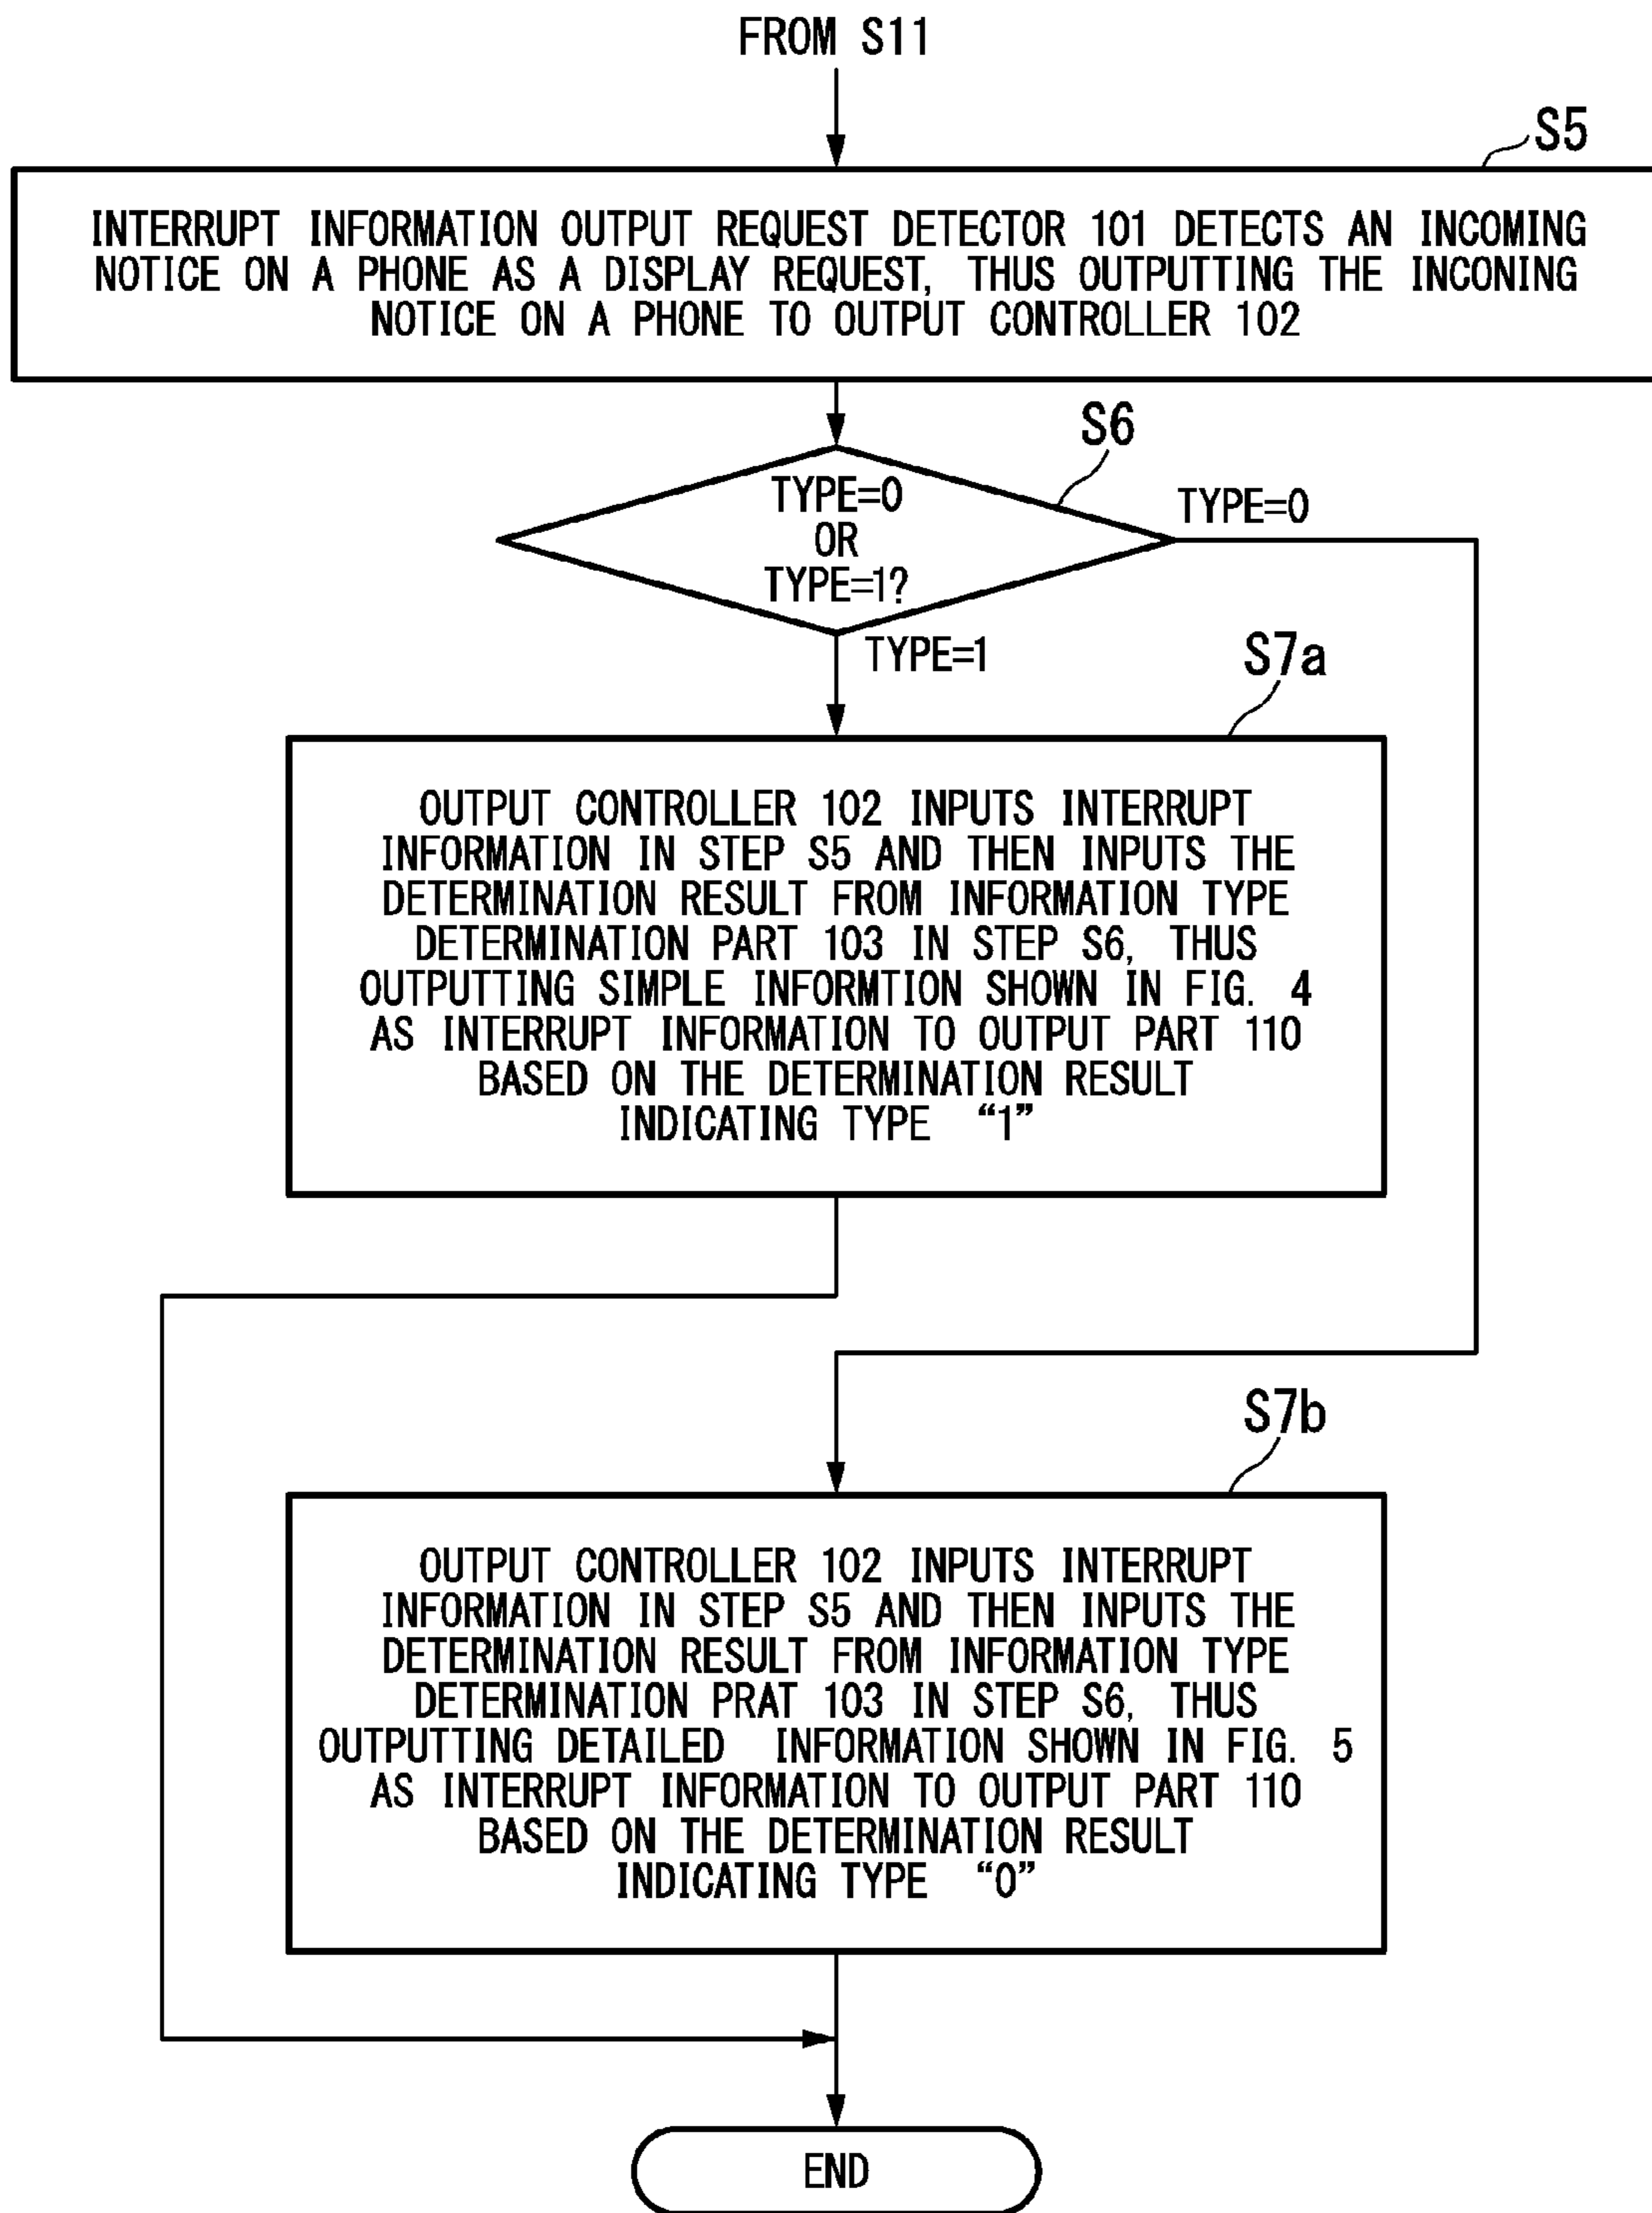 FROM S11
S5
INTERRUPT INFORMATION OUTPUT REQUEST DETECTOR 101 DETECTS AN INCOMING
NOTICE ON A PHONE AS A DISPLAY REQUEST, THUS OUTPUTTING THE INCONING
NOTICE ON A PHONE TO OUTPUT CONTROLLER 102
S6
TYPE=0
OR
TYPE=1?
TYPE=0
TYPE=1
S7a
OUTPUT CONTROLLER 102 INPUTS INTERRUPT
INFORMATION IN STEP S5 AND THEN INPUTS THE
DETERMINATION RESULT FROM INFORMATION TYPE
DETERMINATION PART 103 IN STEP S6, THUS
OUTPUTTING SIMPLE INFORMTION SHOWN IN FIG. 4
AS INTERRUPT INFORMATION TO OUTPUT PART 110
BASED ON THE DETERMINATION RESULT
INDICATING TYPE “1”
S7b
OUTPUT CONTROLLER 102 INPUTS INTERRUPT
INFORMATION IN STEP S5 AND THEN INPUTS THE
DETERMINATION RESULT FROM INFORMATION TYPE
DETERMINATION PRAT 103 IN STEP S6, THUS
OUTPUTTING DETAILED INFORMATION SHOWN IN FIG. 5
AS INTERRUPT INFORMATION TO OUTPUT PART 110
BASED ON THE DETERMINATION RESULT
INDICATING TYPE “0”
END